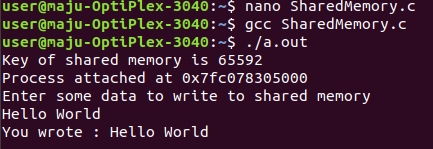 user@maju-OptiPlex-3040:~$ nano SharedMemory.c
user@maju-OptiPlex-3040:~$ gcc SharedMemory.c
user@maju-OptiPlex-3040:~$ ./a.out
Key of shared memory is 65592
Process attached at 0x7fc078305000
Enter some data to write to shared memory
Hello World
You wrote : Hello World